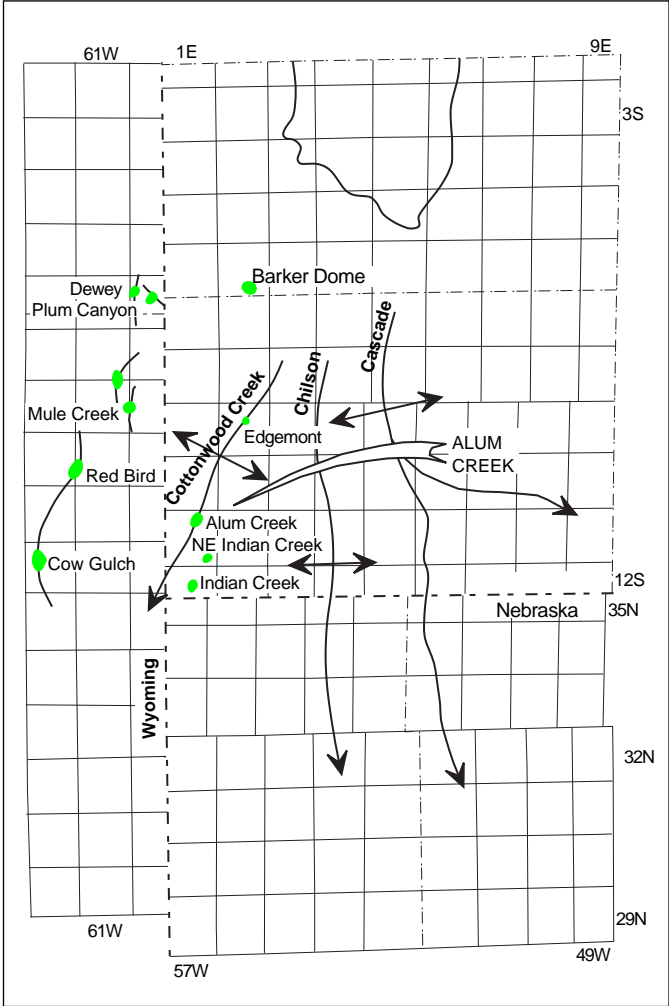 61W
1E
9E
3S
Dewey
Plum Canyon
Barker Dome
Cottonwood Creek
Chilson
Cascade
Mule Creek
Edgemont
ALUM
CREEK
Red Bird
Alum Creek
NE Indian Creek
Cow Gulch
Indian Creek
12S
Nebraska
35N
Wyoming
32N
29N
61W
49W
57W